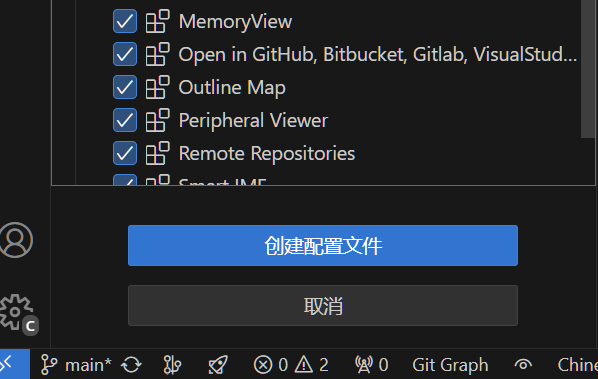 MemoryView
Open in GitHub, Bitbucket, Gitlab, VisualStud...
Outline Map
Peripheral Viewer
Remote Repositories
Smart IME
创建配置文件
取消
C
main* 0 2 0 Git Graph Chine